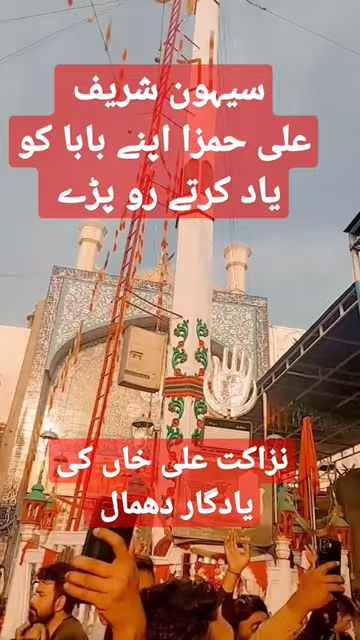 سیہون شریف
علی حمزا اپنے بابا کو
یاد کرتے رو پڑے
نزاکت علی خاں کی
یادگار دھمال